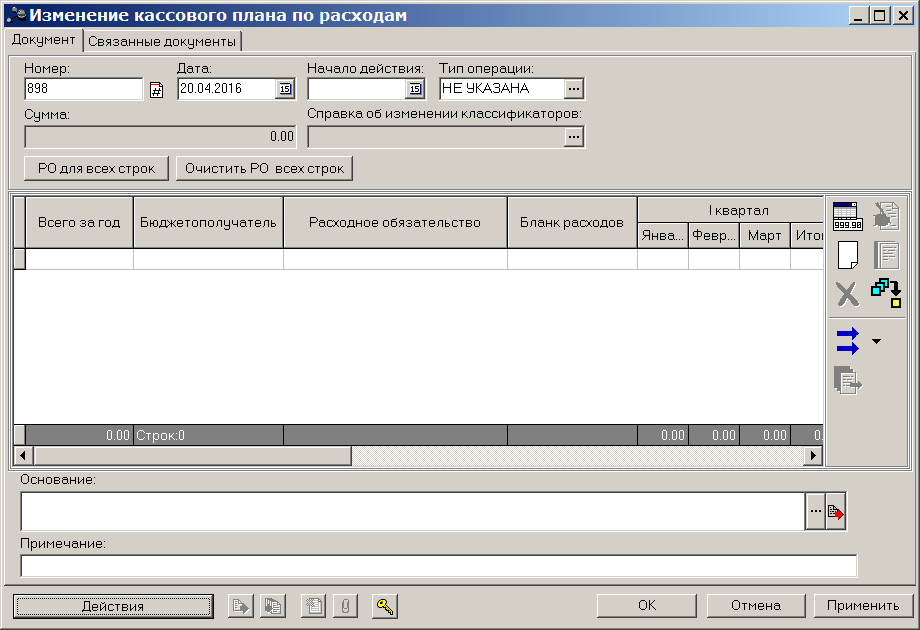 Изменение кассового плана по расходам
Документ Связанные документы
Номер: Дата: Начало действия: Тип операции:
898 # 20.04.2016 15 15 НЕ УКАЗАНА ...
Сумма: Справка об изменении классификаторов:
0.00 ...
РО для всех строк Очистить РО всех строк
Всего за год Бюджетополучатель Расходное обязательство Бланк расходов I квартал
Янва... Февр... Март Итог
999.98
0.00 Строк:0 0.00 0.00 0.00 0.
Основание:
...
Примечание:
Действия ОК Отмена Применить